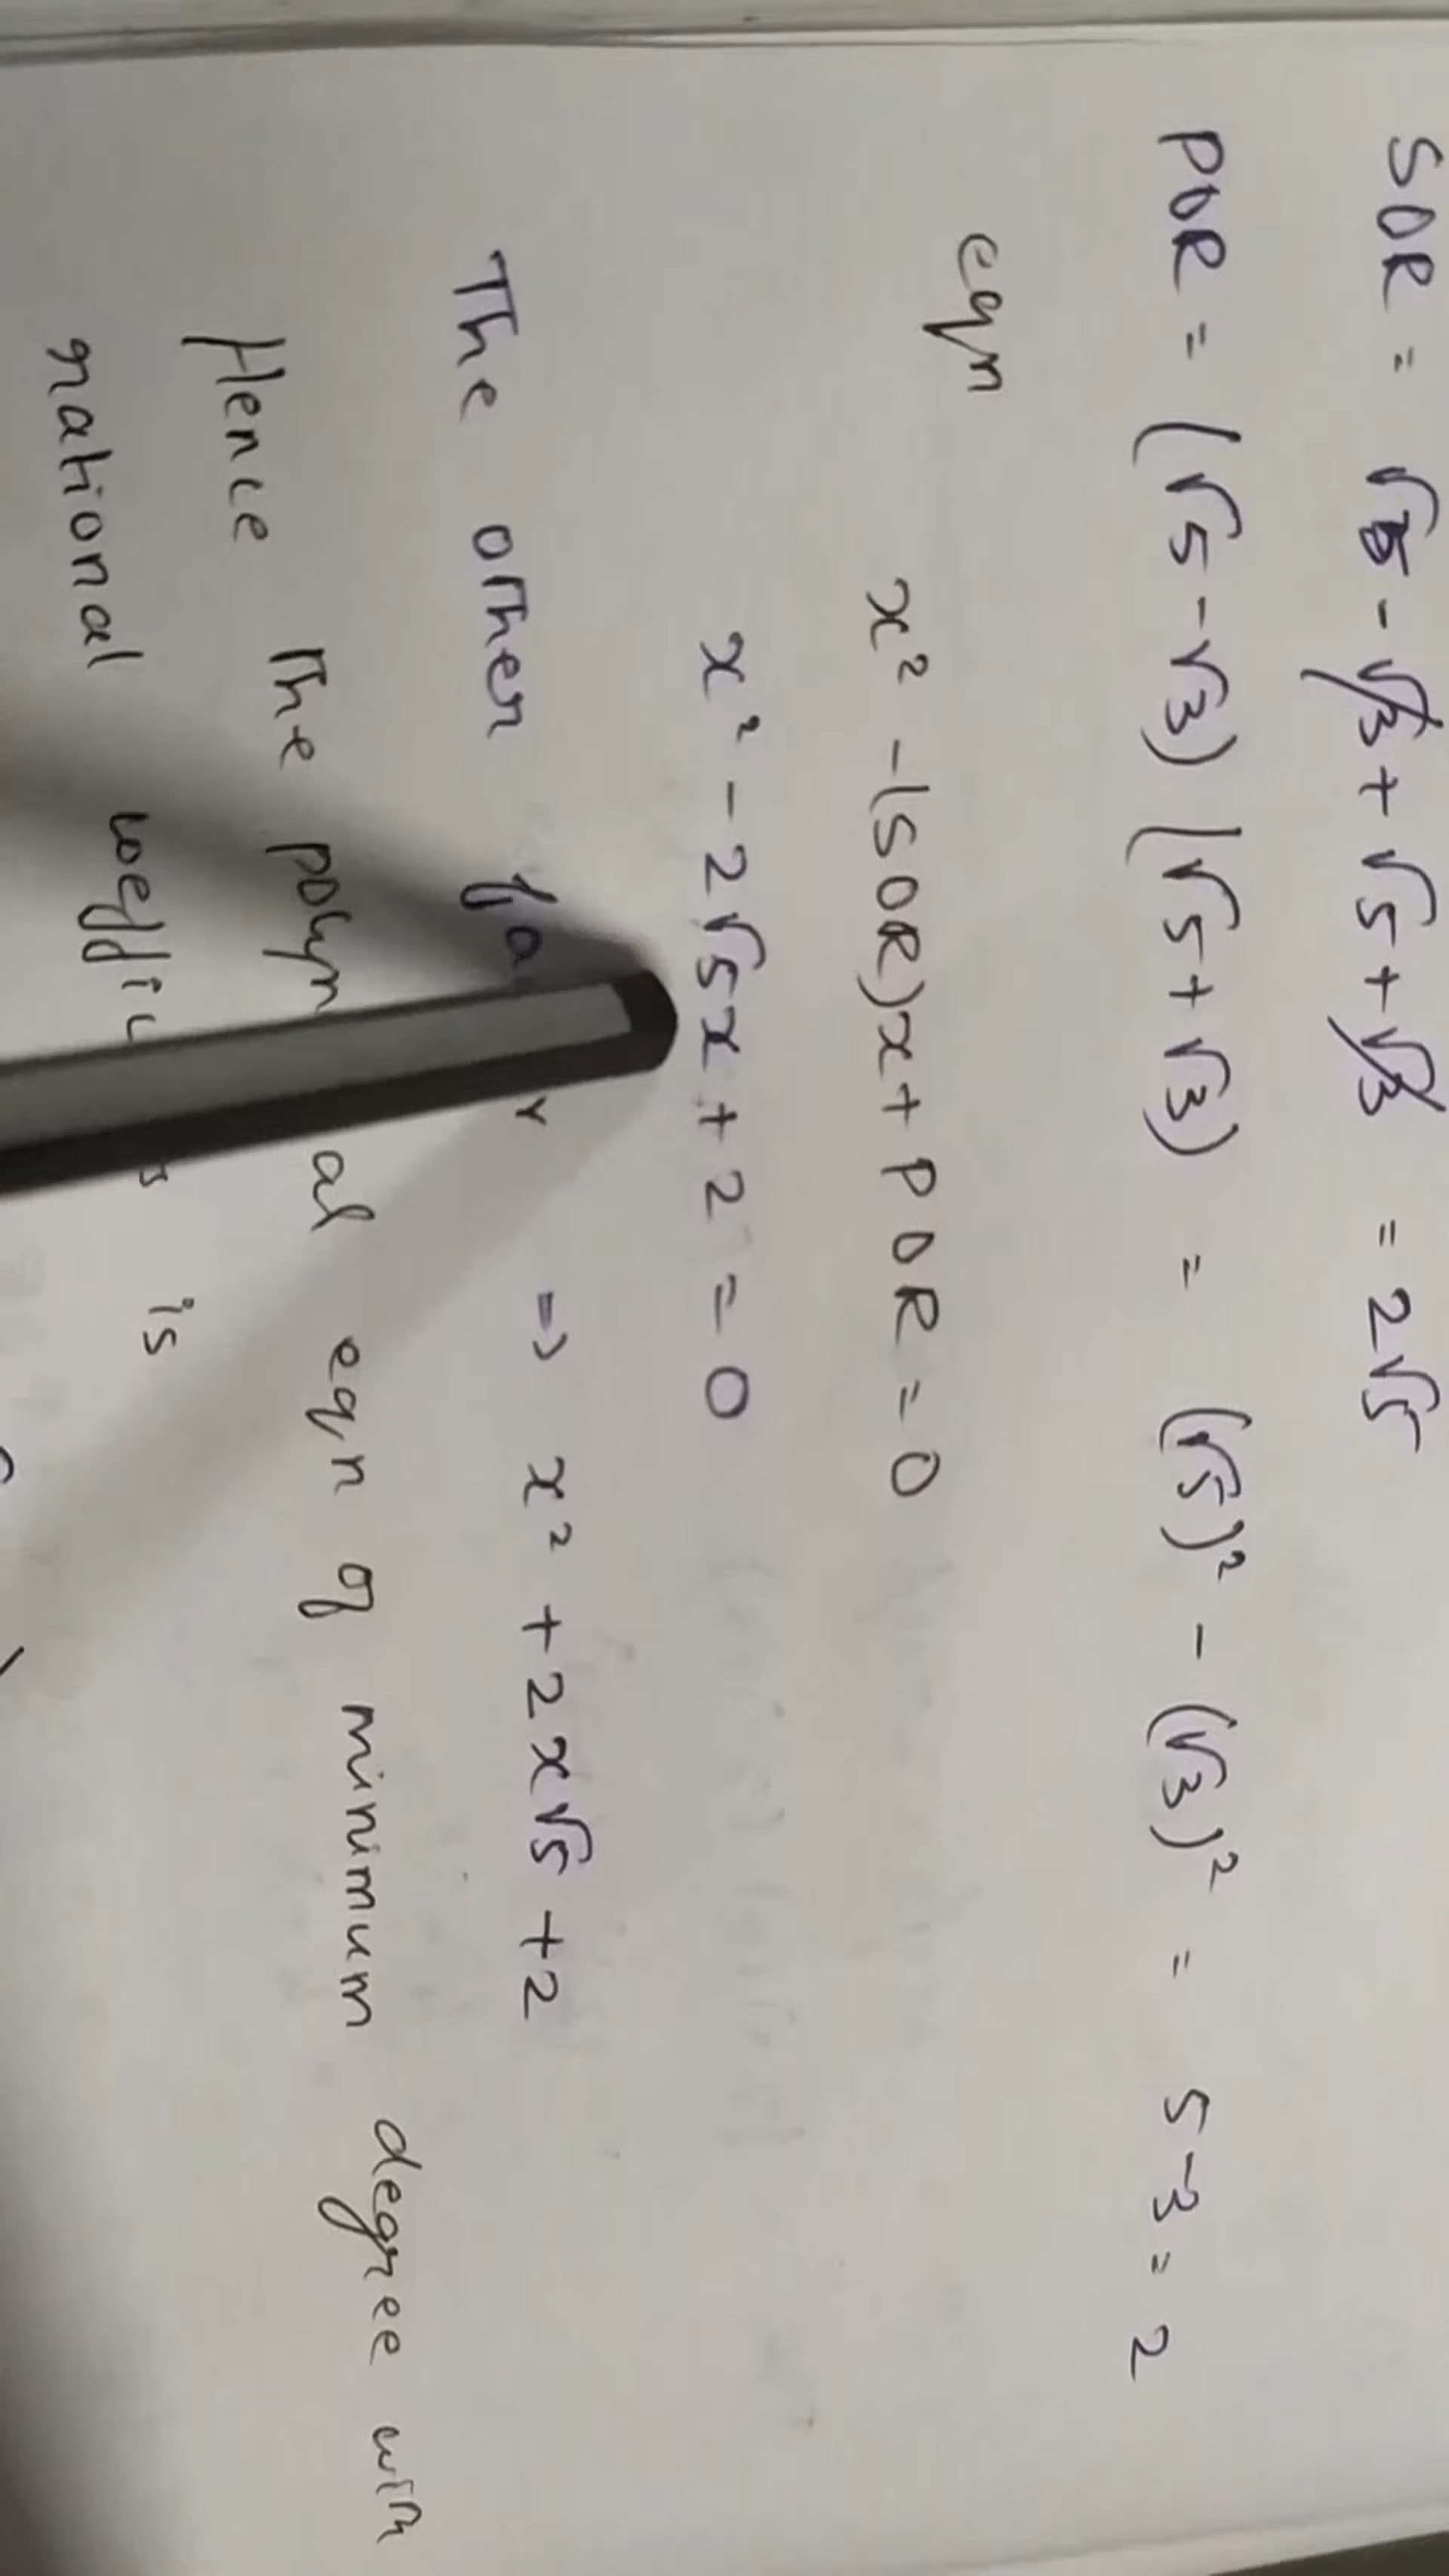 SOR = √5 - √3 + √5 + √3 = 2√5
POR = (√5 - √3) (√5 + √3) = (√5)² - (√3)² = 5 - 3 = 2
eqn
x² - (SOR)x + POR = 0
x² - 2√5x + 2 = 0
The other ⇒ x² + 2x√5 + 2
Hence the eqn of minimum degree with
rational is